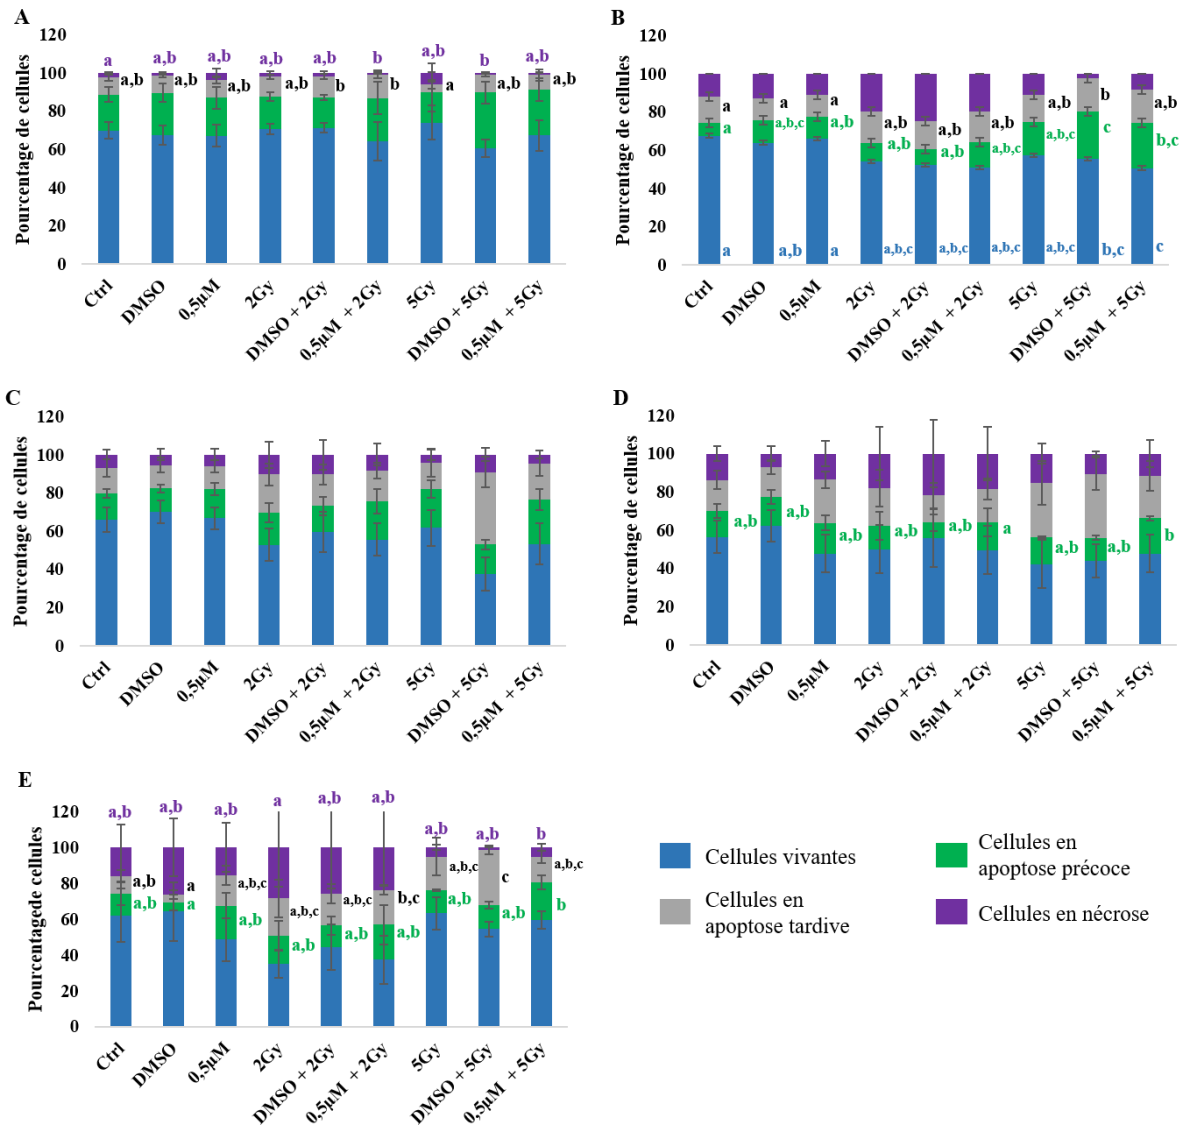 A
Pourcentage de cellules
120
100
80
60
40
20
0
a a,b a,b a,b a,b b a,b b a,b
a,b a,b a,b a,b b b a a,b a,b
Ctrl DMSO 0,5µM 2Gy DMSO + 2Gy 0,5µM + 2Gy 5Gy DMSO + 5Gy 0,5µM + 5Gy
B
Pourcentage de cellules
120
100
80
60
40
20
0
a a a a,b a,b a,b a,b b a,b
a a,b,c a,b a,b a,b a,b,c a,b,c c b,c
a a,b a a,b,c a,b,c a,b,c a,b,c b,c c
Ctrl DMSO 0,5µM 2Gy DMSO + 2Gy 0,5µM + 2Gy 5Gy DMSO + 5Gy 0,5µM + 5Gy
C
Pourcentage de cellules
120
100
80
60
40
20
0
Ctrl DMSO 0,5µM 2Gy DMSO + 2Gy 0,5µM + 2Gy 5Gy DMSO + 5Gy 0,5µM + 5Gy
D
Pourcentage de cellules
120
100
80
60
40
20
0
a,b a,b a,b a,b a,b a a,b a,b b
Ctrl DMSO 0,5µM 2Gy DMSO + 2Gy 0,5µM + 2Gy 5Gy DMSO + 5Gy 0,5µM + 5Gy
E
Pourcentagede cellules
120
100
80
60
40
20
0
a,b a,b a,b a a,b a,b a,b a,b b
a,b a a,b,c a,b,c a,b,c b,c a,b,c c a,b,c
a,b a a,b a,b a,b a,b a,b a,b b
Ctrl DMSO 0,5µM 2Gy DMSO + 2Gy 0,5µM + 2Gy 5Gy DMSO + 5Gy 0,5µM + 5Gy
Cellules vivantes
Cellules en
apoptose précoce
Cellules en
apoptose tardive
Cellules en nécrose